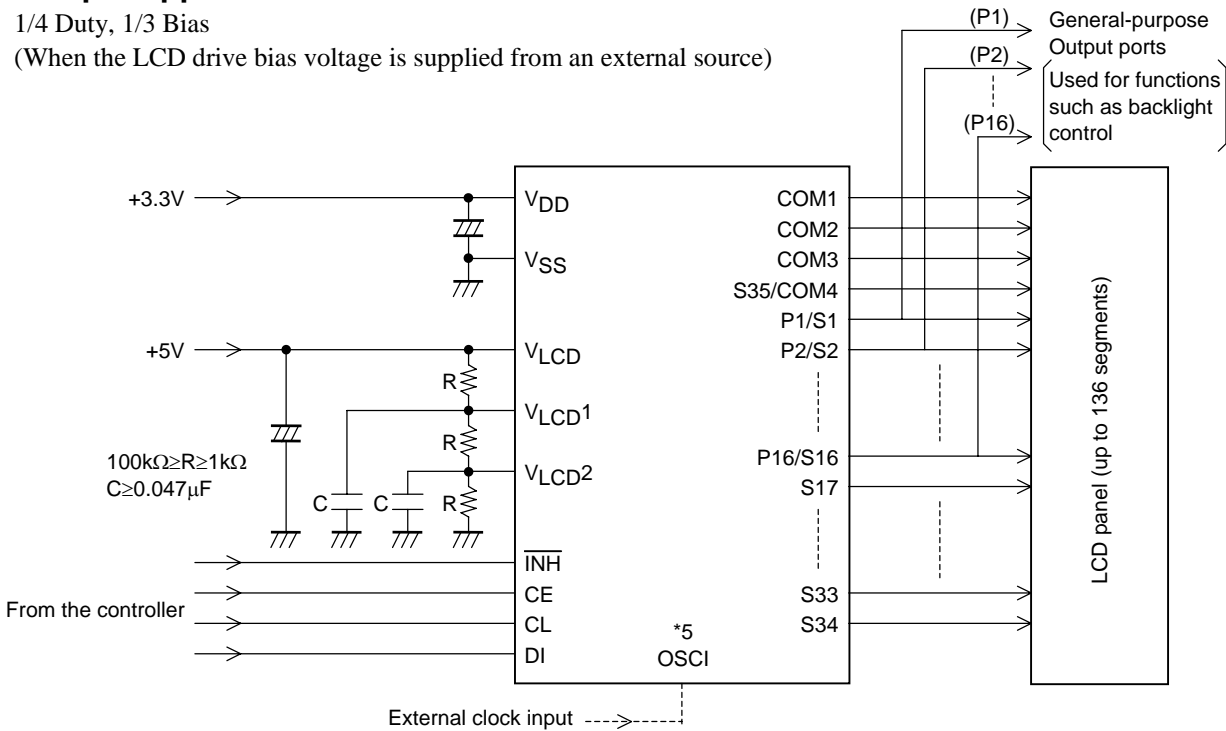 1/4 Duty, 1/3 Bias
(When the LCD drive bias voltage is supplied from an external source)
(P1)
General-purpose
Output ports
(P2)
Used for functions
such as backlight
control
(P16)
+3.3V
VDD
COM1
COM2
VSS
COM3
S35/COM4
P1/S1
+5V
VLCD
P2/S2
R
VLCD1
R
100kΩ≥R≥1kΩ
C≥0.047μF
VLCD2
P16/S16
S17
C
C
R
LCD panel (up to 136 segments)
INH
From the controller
CE
S33
CL
S34
DI
*5
OSCI
External clock input